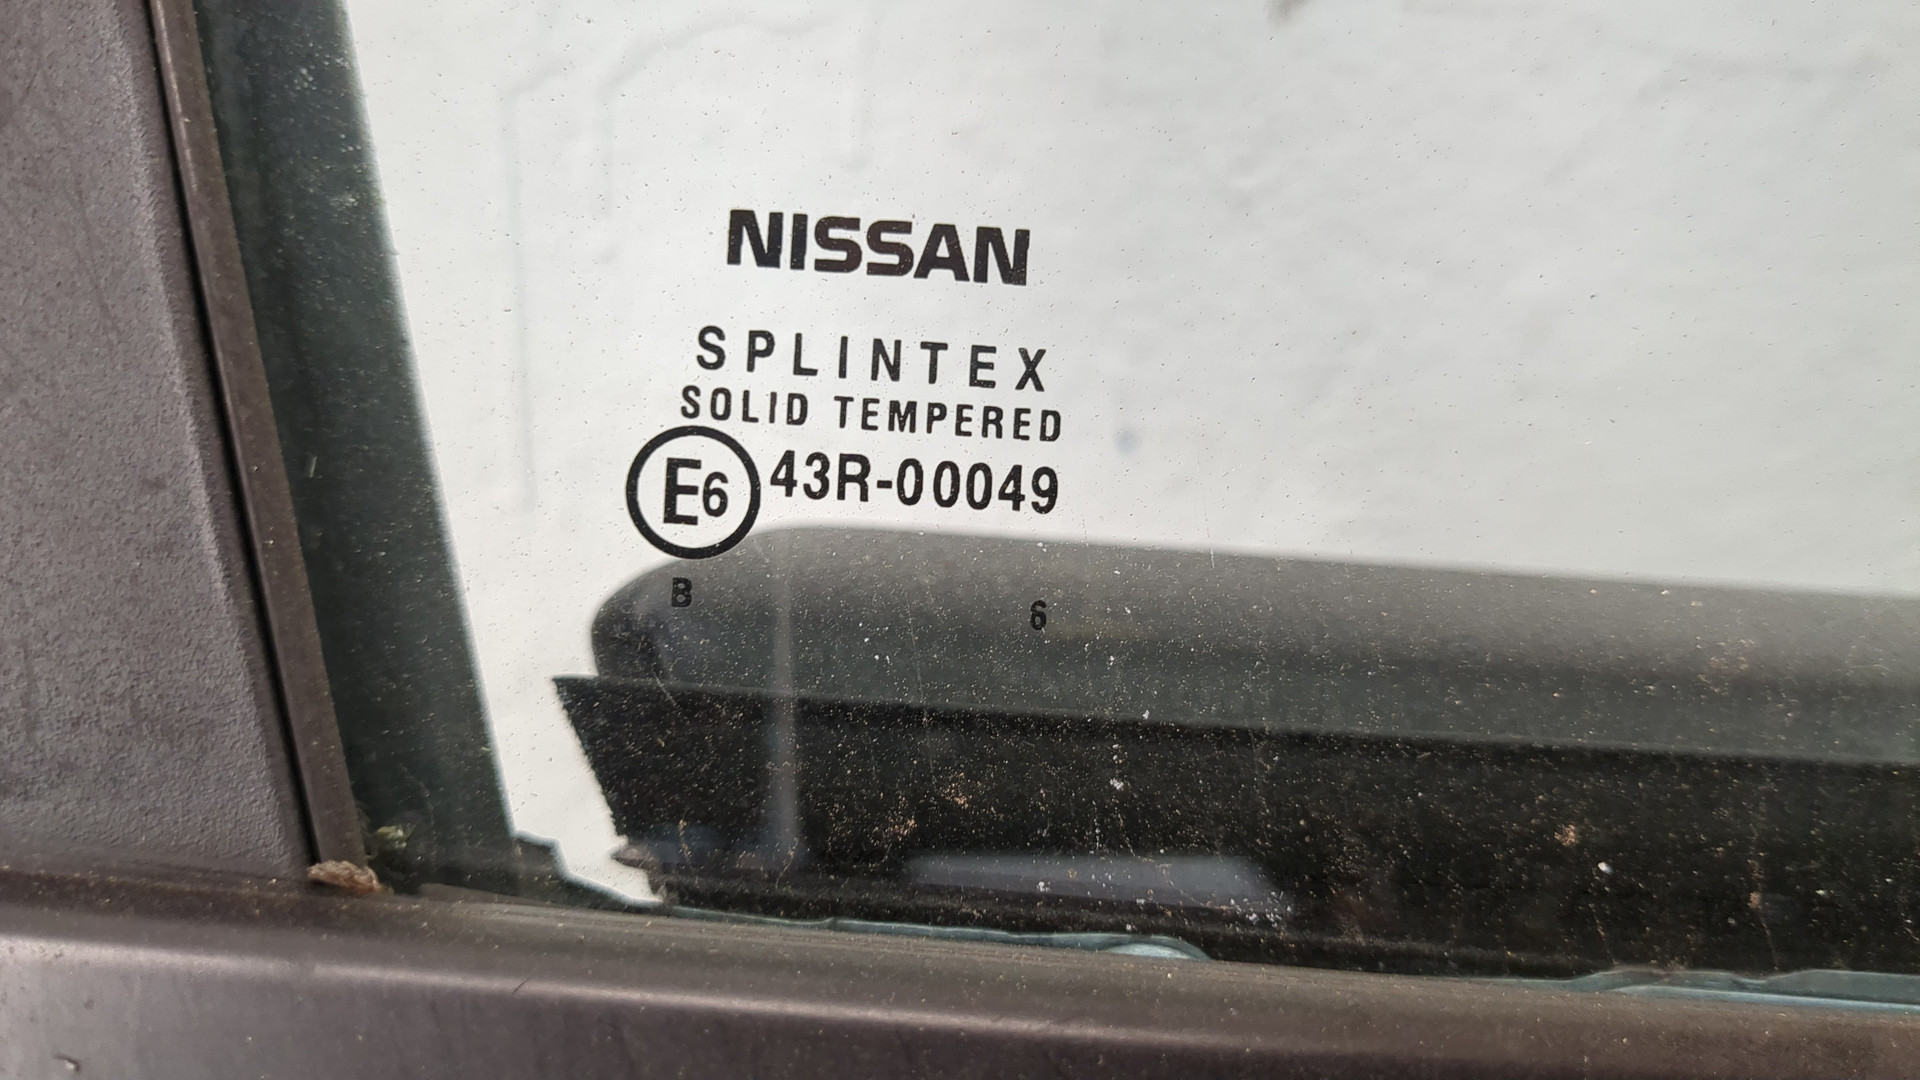 NISSAN
SPLINTEX
SOLID TEMPERED
E6 43R-00049
B 6